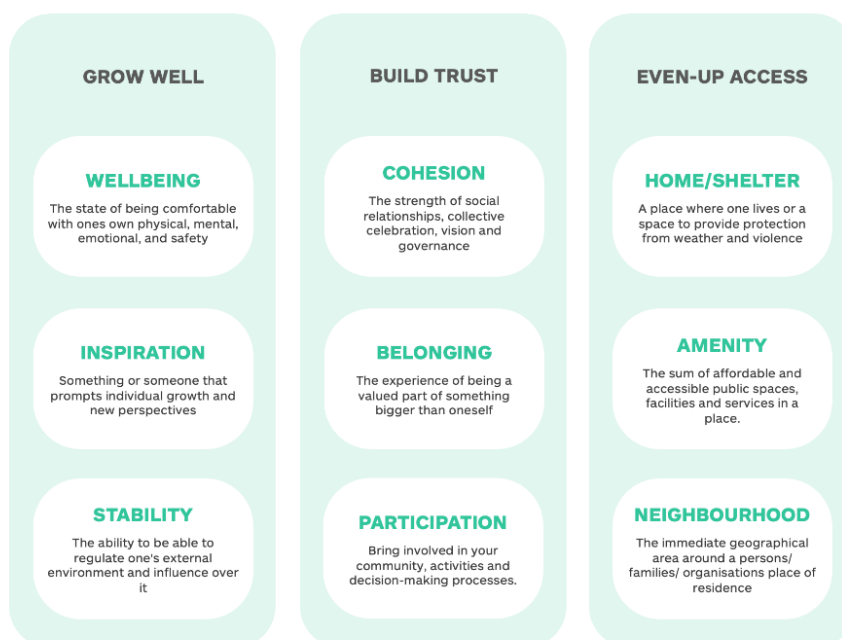 GROW WELL
WELLBEING
The state of being comfortable
with ones own physical, mental,
emotional, and safety
INSPIRATION
Something or someone that
prompts individual growth and
new perspectives
STABILITY
The ability to be able to
regulate one's external
environment and influence over
it
BUILD TRUST
COHESION
The strength of social
relationships, collective
celebration, vision and
governance
BELONGING
The experience of being a
valued part of something
bigger than oneself
PARTICIPATION
Bring involved in your
community, activities and
decision-making processes.
EVEN-UP ACCESS
HOME/SHELTER
A place where one lives or a
space to provide protection
from weather and violence
AMENITY
The sum of affordable and
accessible public spaces,
facilities and services in a
place.
NEIGHBOURHOOD
The immediate geographical
area around a persons/
families/ organisations place of
residence